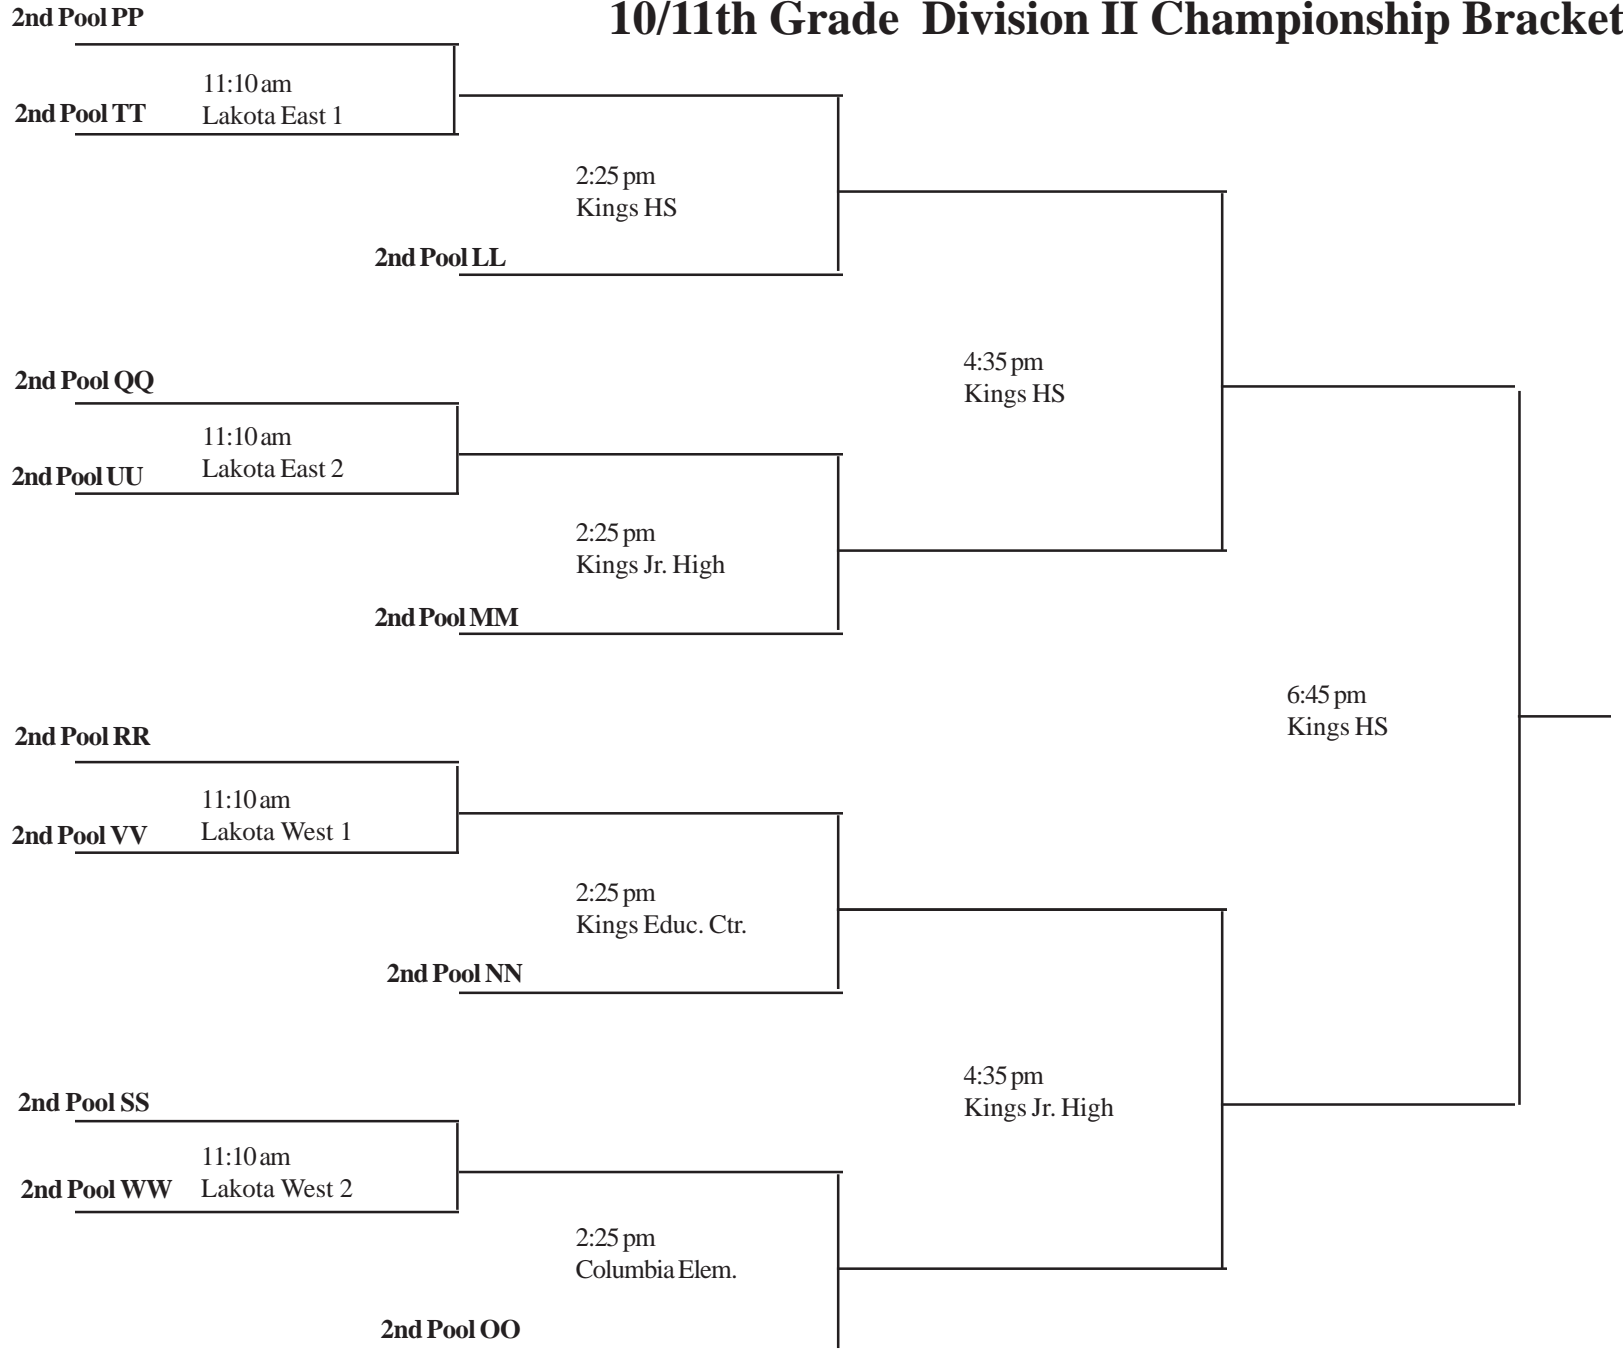 10/11th Grade Division II Championship Bracket
2nd Pool PP
11:10 am
Lakota East 1
2nd Pool TT
2:25 pm
Kings HS
2nd Pool LL
4:35 pm
Kings HS
2nd Pool QQ
11:10 am
Lakota East 2
2nd Pool UU
2:25 pm
Kings Jr. High
2nd Pool MM
6:45 pm
Kings HS
2nd Pool RR
11:10 am
Lakota West 1
2nd Pool VV
2:25 pm
Kings Educ. Ctr.
2nd Pool NN
4:35 pm
Kings Jr. High
2nd Pool SS
11:10 am
Lakota West 2
2nd Pool WW
2:25 pm
Columbia Elem.
2nd Pool OO